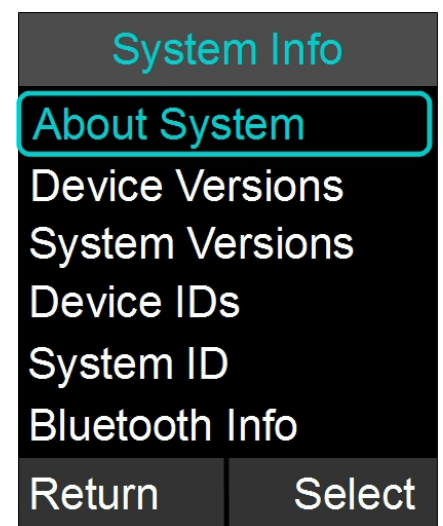 System Info
About System
Device Versions
System Versions
Device IDs
System ID
Bluetooth Info
Return Select